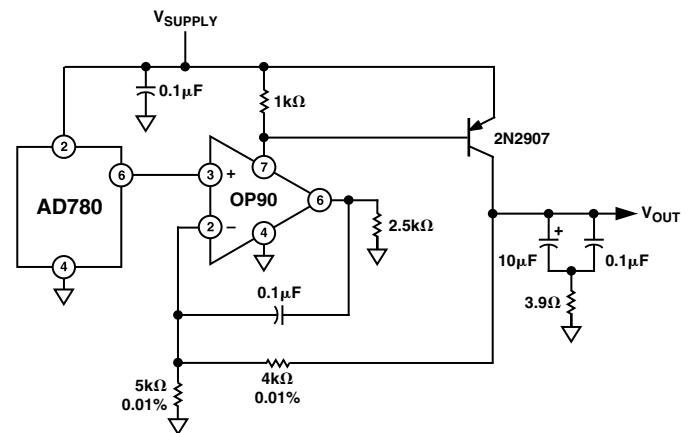 VSUPPLY
0.1µF
1kΩ
2N2907
2
6
3
+
7
AD780
OP90
6
2
–
4
4
2.5kΩ
VOUT
10µF
+
0.1µF
0.1µF
3.9Ω
4kΩ
0.01%
5kΩ
0.01%